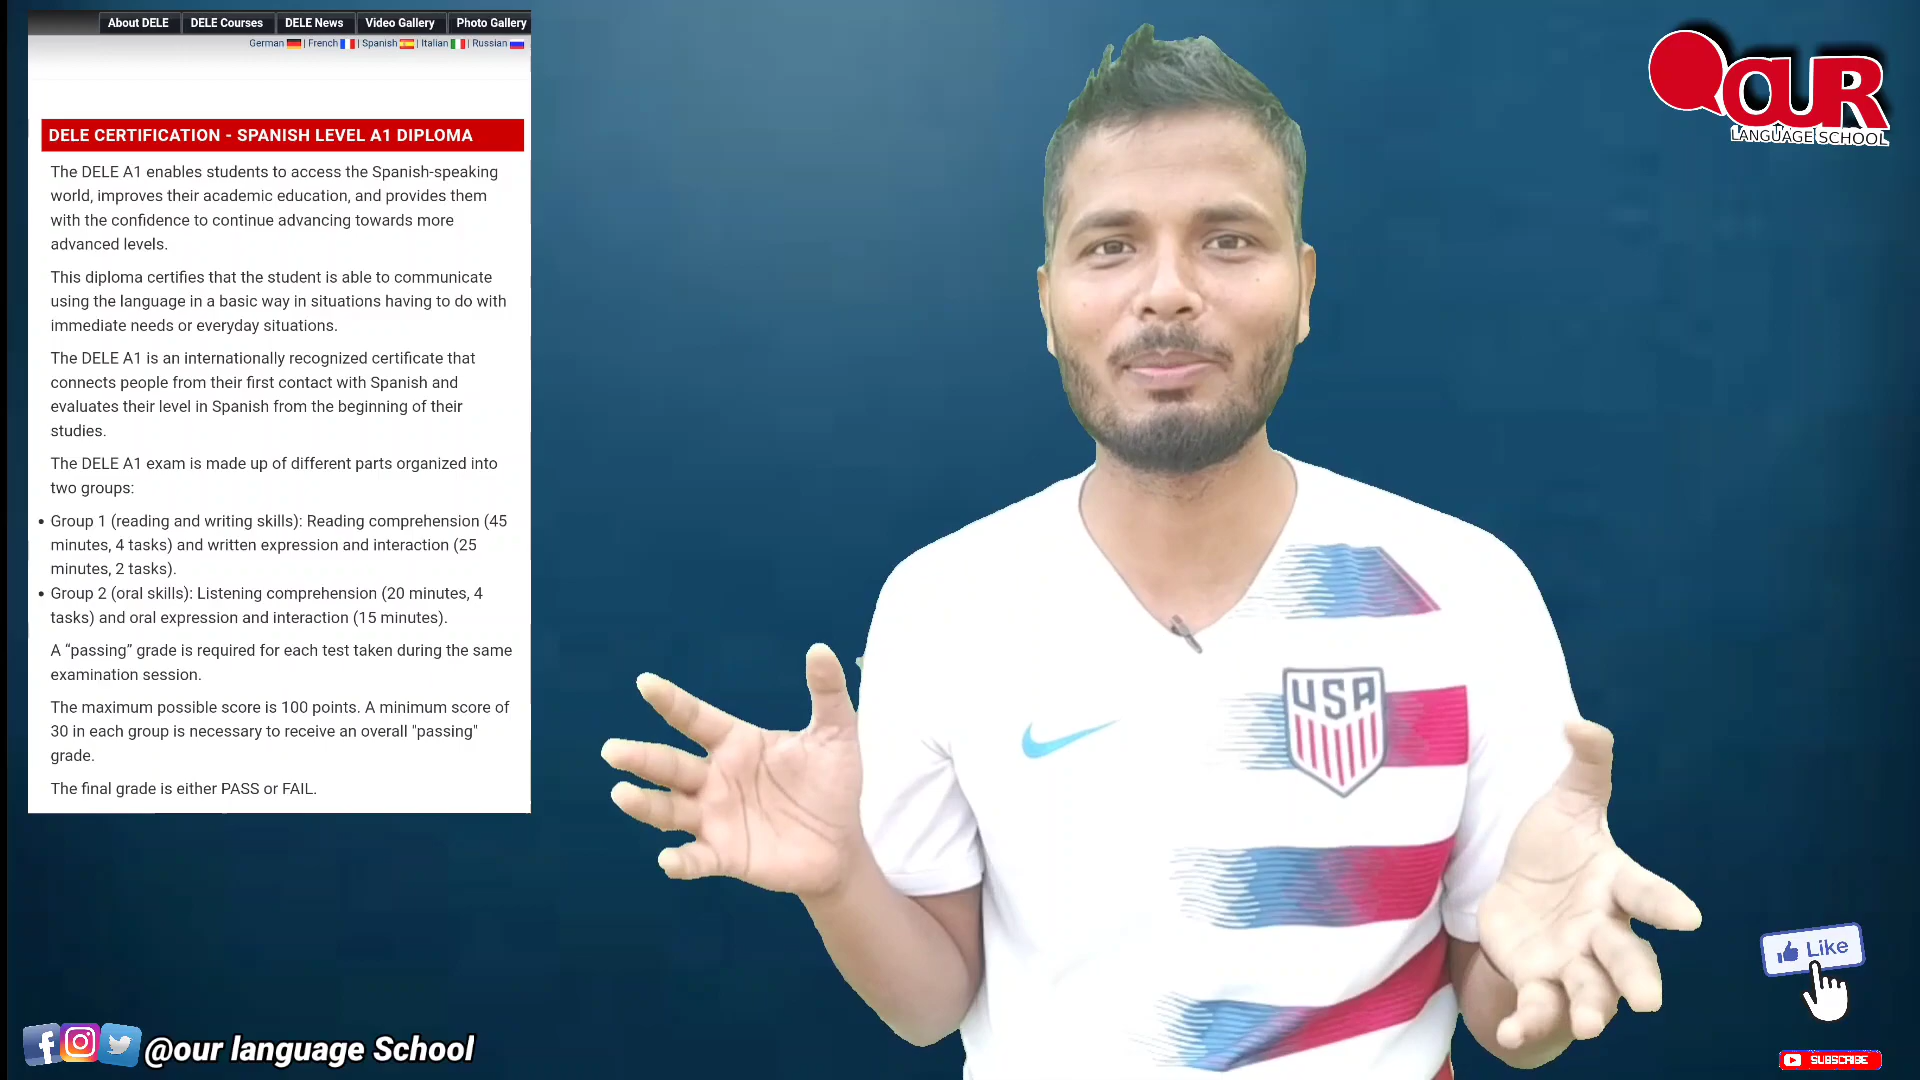 About DELE
DELE Courses
DELE News
Video Gallery
Photo Gallery
German | French | Spanish | Italian | Russian
DELE CERTIFICATION - SPANISH LEVEL A1 DIPLOMA
The DELE A1 enables students to access the Spanish-speaking
world, improves their academic education, and provides them
with the confidence to continue advancing towards more
advanced levels.
This diploma certifies that the student is able to communicate
using the language in a basic way in situations having to do with
immediate needs or everyday situations.
The DELE A1 is an internationally recognized certificate that
connects people from their first contact with Spanish and
evaluates their level in Spanish from the beginning of their
studies.
The DELE A1 exam is made up of different parts organized into
two groups:
• Group 1 (reading and writing skills): Reading comprehension (45
minutes, 4 tasks) and written expression and interaction (25
minutes, 2 tasks).
• Group 2 (oral skills): Listening comprehension (20 minutes, 4
tasks) and oral expression and interaction (15 minutes).
A “passing” grade is required for each test taken during the same
examination session.
The maximum possible score is 100 points. A minimum score of
30 in each group is necessary to receive an overall "passing"
grade.
The final grade is either PASS or FAIL.
OUR
LANGUAGE SCHOOL
USA
Like
SUBSCRIBE
@our language School